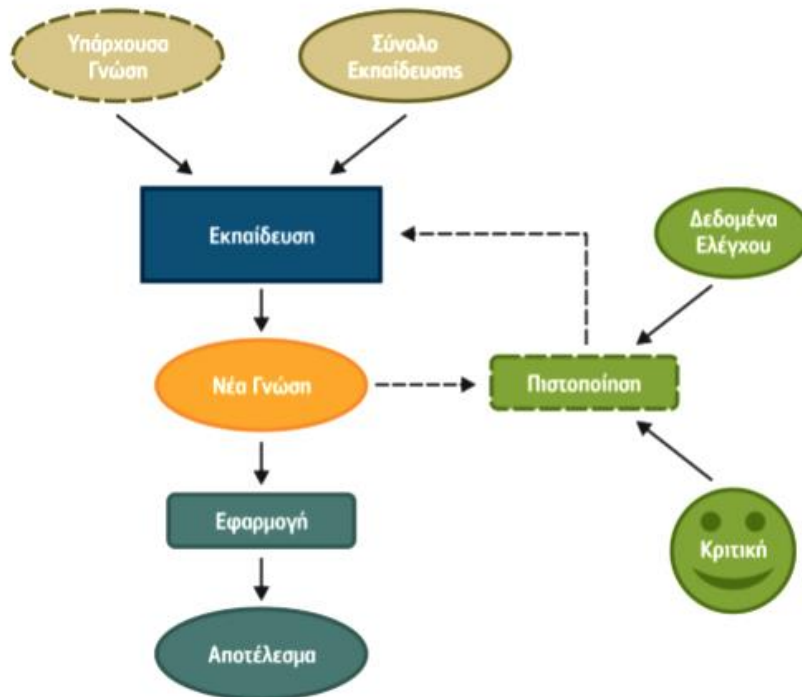 Υπάρχουσα
Γνώση
Σύνολο
Εκπαίδευσης
Εκπαίδευση
Δεδομένα
Ελέγχου
Νέα Γνώση
Πιστοποίηση
Εφαρμογή
Κριτική
Αποτέλεσμα